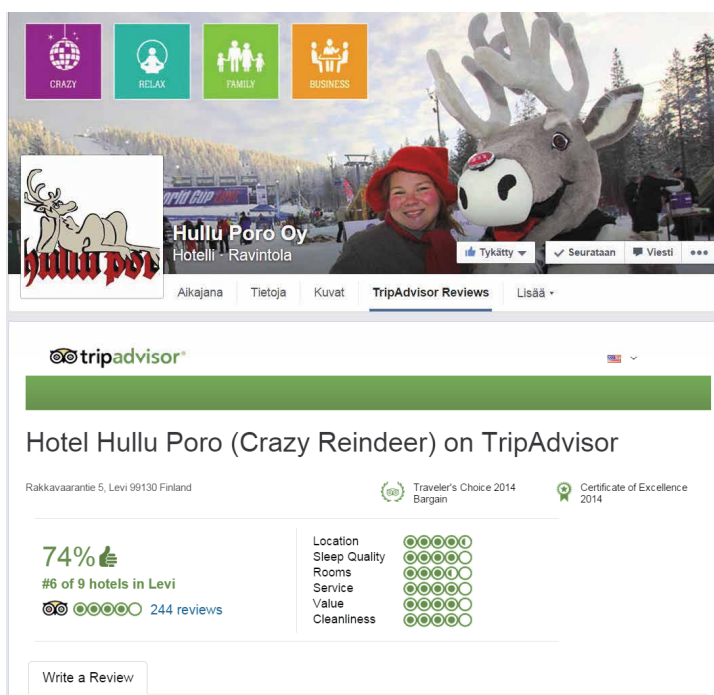 CRAZY
RELAX
FAMILY
BUSINESS
hullu por
Hullu Poro Oy
Hotelli · Ravintola
Tykätty
Seurataan
Viesti
Aikajana
Tietoja
Kuvat
TripAdvisor Reviews
Lisää
tripadvisor®
Hotel Hullu Poro (Crazy Reindeer) on TripAdvisor
Rakkavaarantie 5, Levi 99130 Finland
Traveler's Choice 2014
Bargain
Certificate of Excellence
2014
74%
#6 of 9 hotels in Levi
244 reviews
Location
Sleep Quality
Rooms
Service
Value
Cleanliness
Write a Review